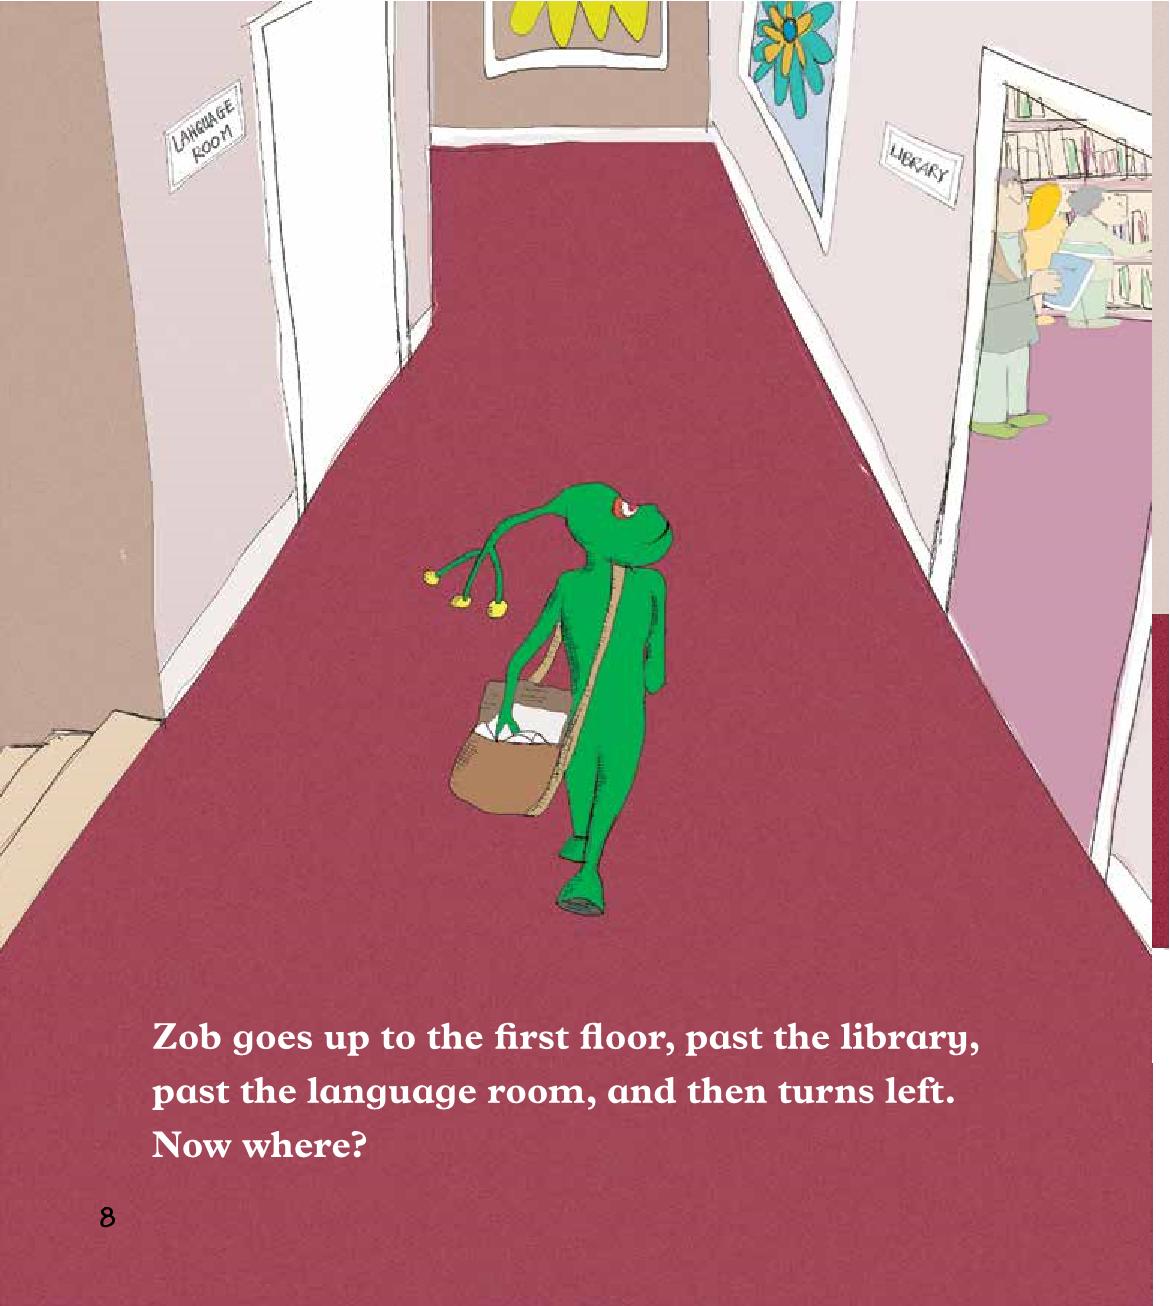 LANGUAGE
ROOM
LIBRARY
Zob goes up to the first floor, past the library,
past the language room, and then turns left.
Now where?
8